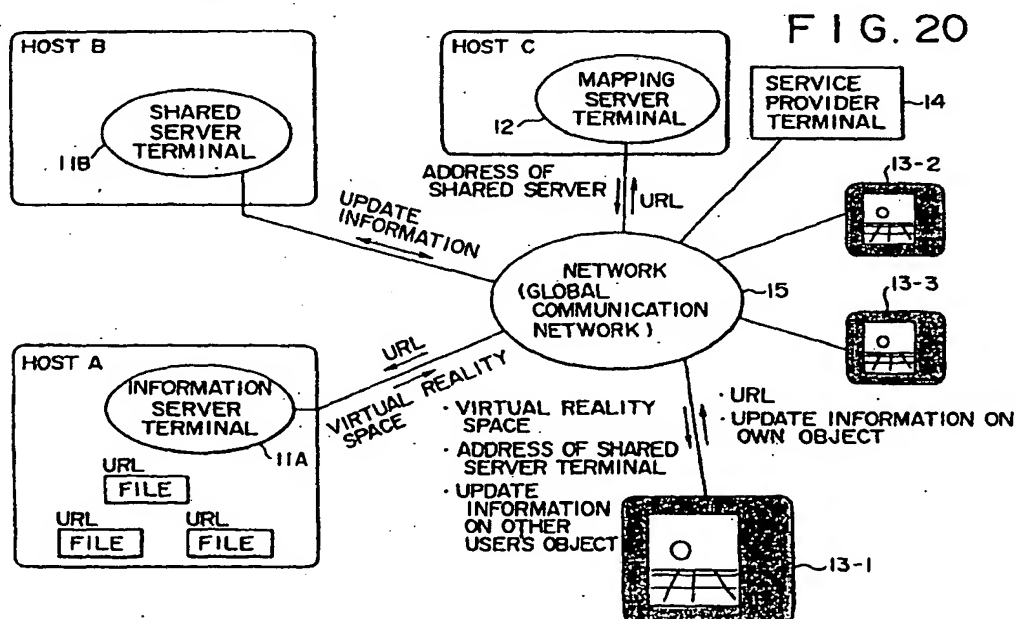 FIG. 20
HOST B
SHARED
SERVER
TERMINAL
11B
HOST C
MAPPING
SERVER
TERMINAL
12
SERVICE
PROVIDER
TERMINAL
14
ADDRESS OF
SHARED SERVER
URL
UPDATE
INFORMATION
13-2
NETWORK
(GLOBAL
COMMUNICATION
NETWORK)
15
13-3
HOST A
INFORMATION
SERVER
TERMINAL
11A
URL
FILE
URL
FILE
URL
FILE
URL
VIRTUAL REALITY
SPACE
· VIRTUAL REALITY
SPACE
· ADDRESS OF SHARED
SERVER TERMINAL
· UPDATE
INFORMATION
ON OTHER
USER'S OBJECT
· URL
· UPDATE INFORMATION ON
OWN OBJECT
13-1